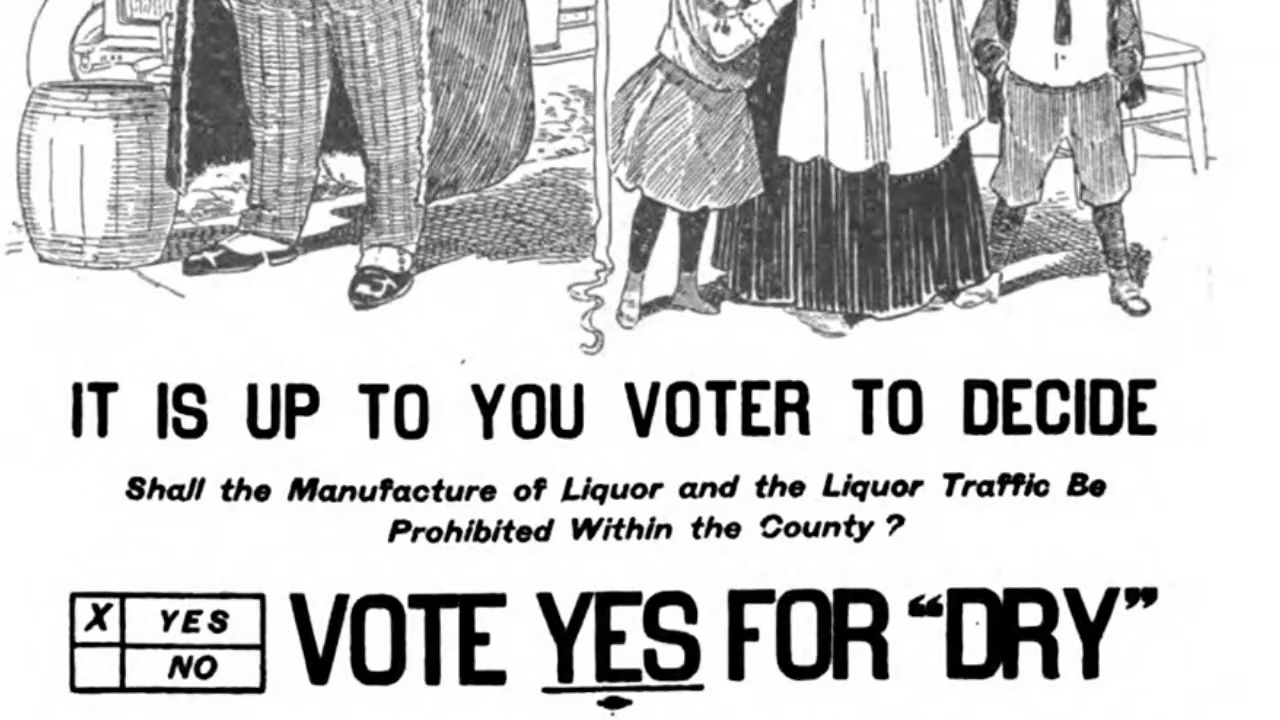 IT IS UP TO YOU VOTER TO DECIDE
Shall the Manufacture of Liquor and the Liquor Traffic Be
Prohibited Within the County ?
X YES
NO
VOTE YES FOR “DRY”